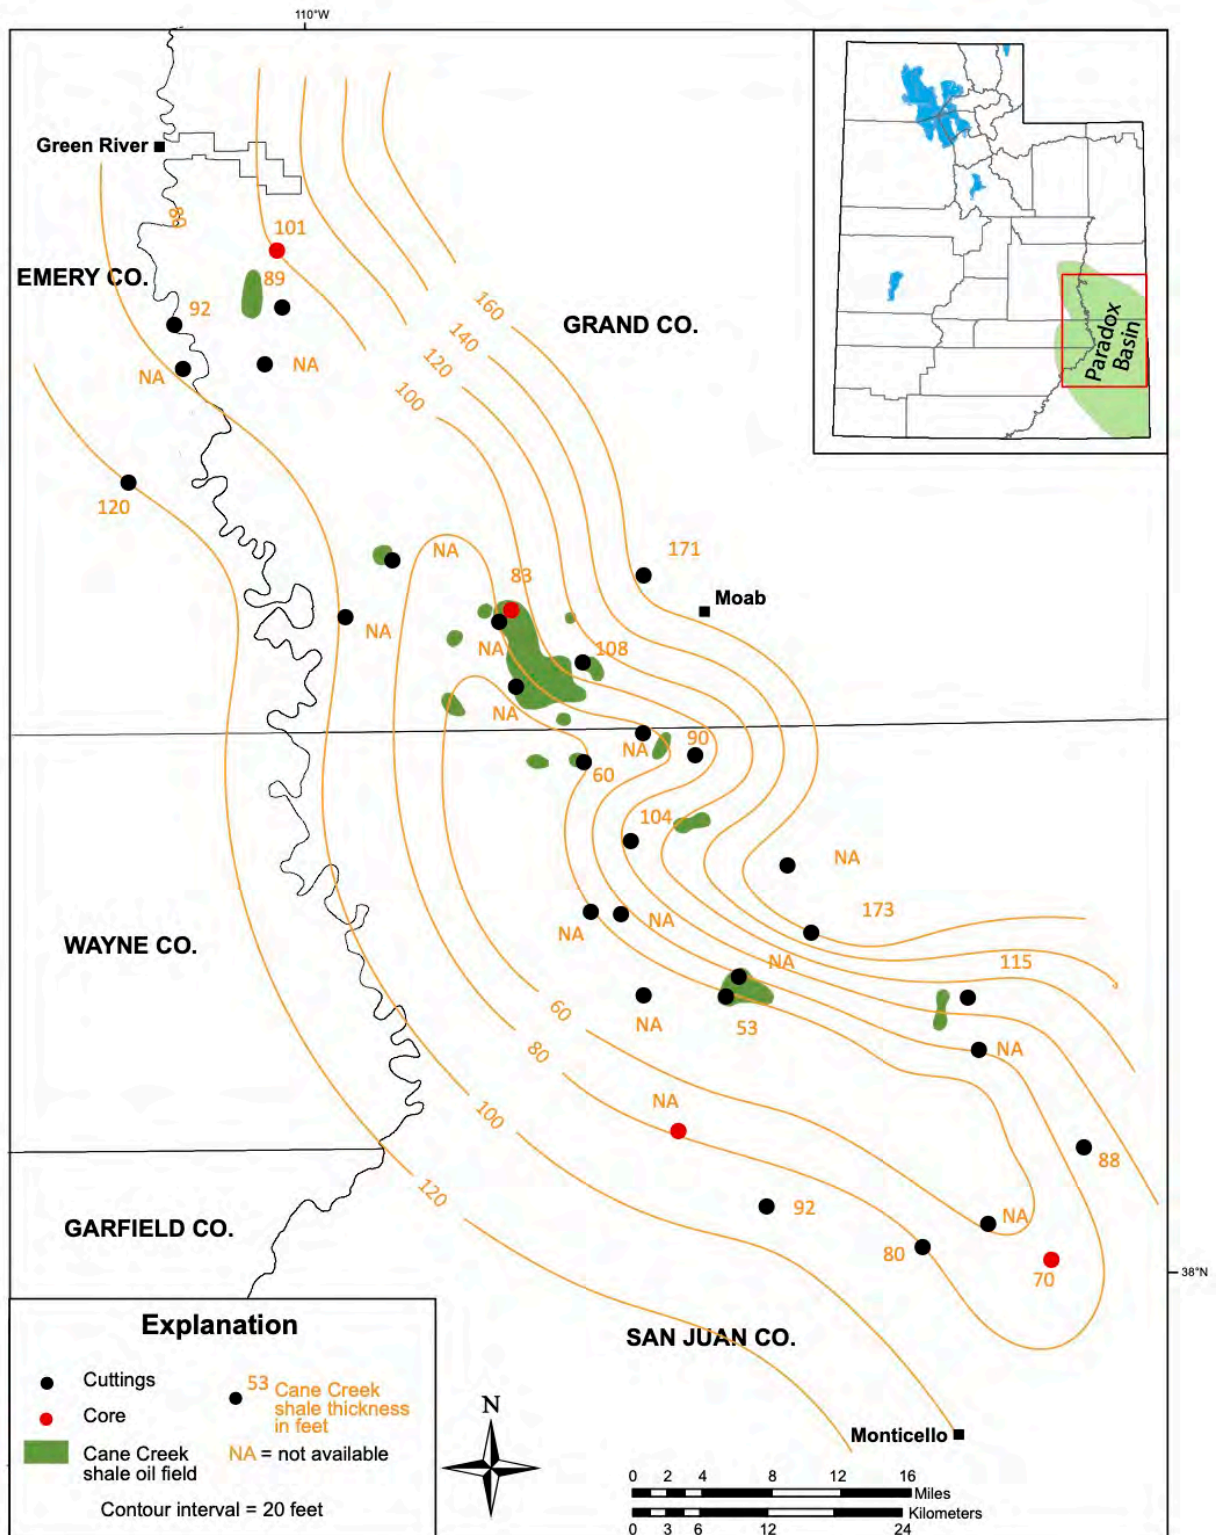 110°W
Green River
98
101
EMERY CO.
89
92
160
GRAND CO.
140
NA
NA
120
100
Paradox
Basin
120
NA
171
83
Moab
NA
NA
108
NA
NA
90
60
104
NA
173
NA
NA
WAYNE CO.
NA
115
NA
53
60
80
NA
NA
100
88
120
92
NA
GARFIELD CO.
80
70
38°N
SAN JUAN CO.
Explanation
Cuttings
Core
Cane Creek
shale oil field
53
Cane Creek
shale thickness
in feet
NA = not available
Contour interval = 20 feet
N
Monticello
0 2 4 8 12 16
Miles
Kilometers
0 3 6 12 24